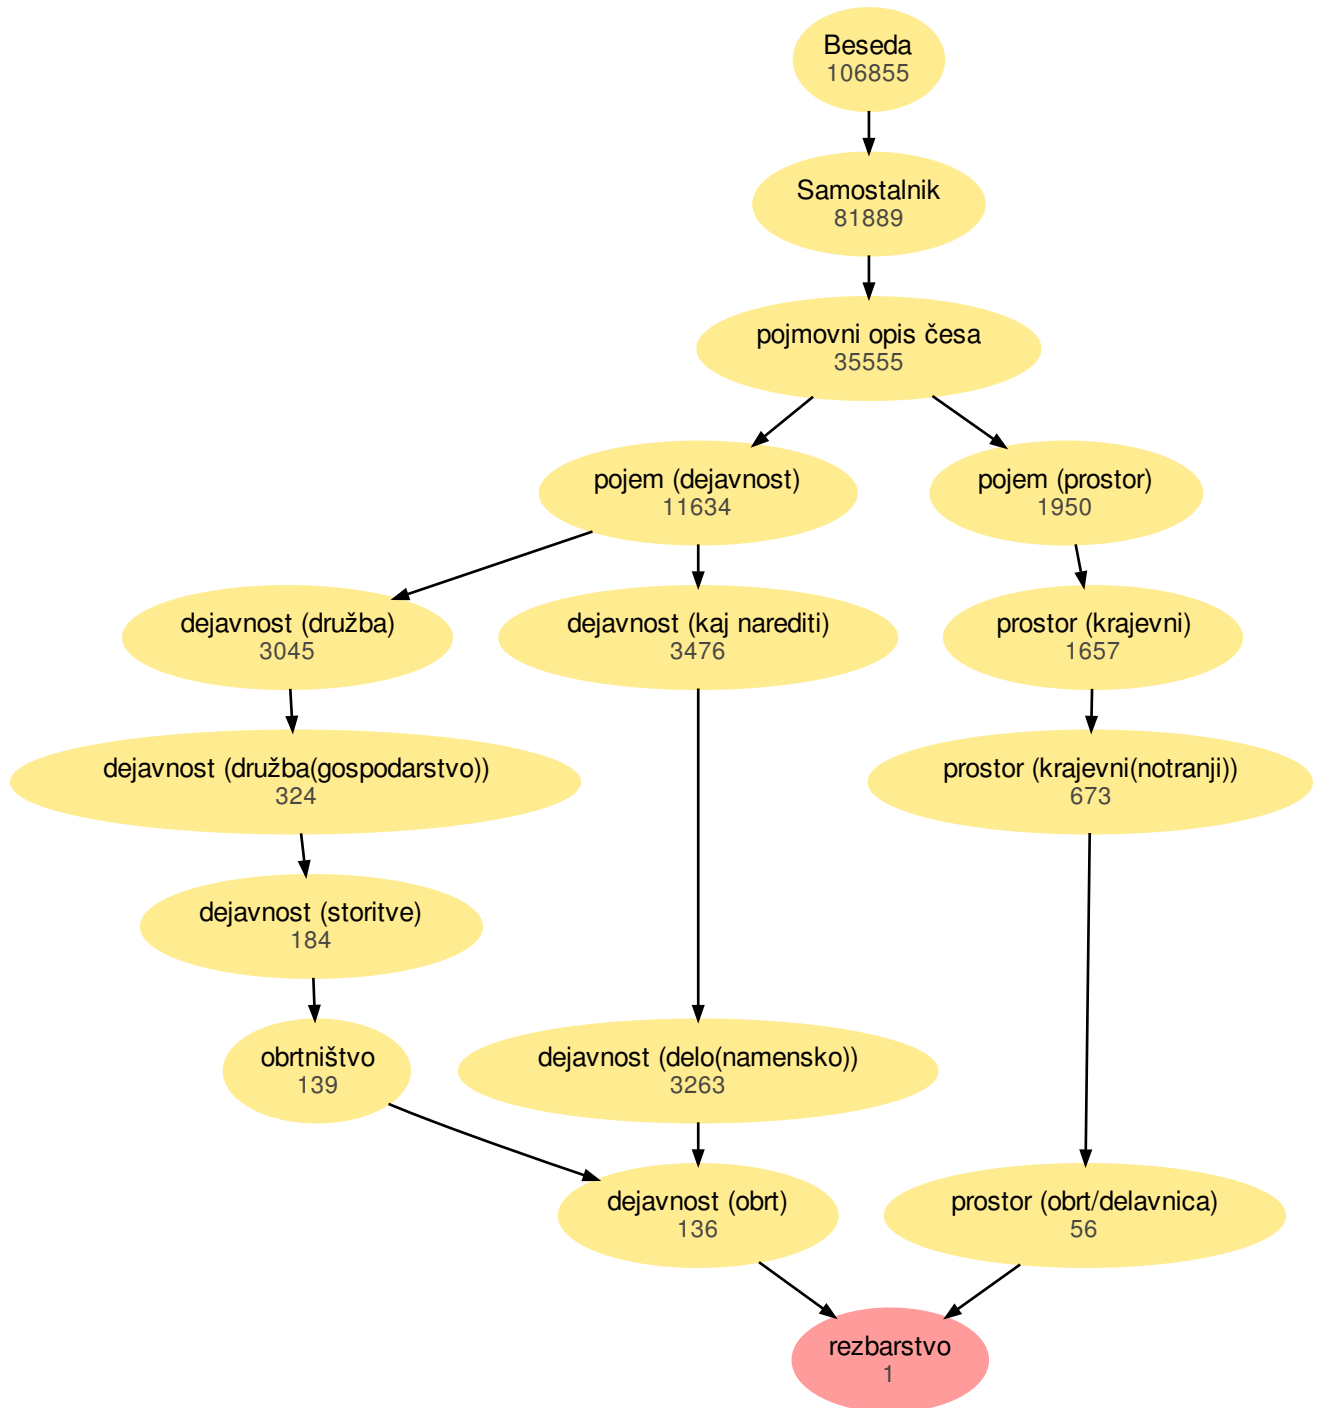 Beseda
106855
Samostalnik
81889
pojmovni opis česa
35555
pojem (dejavnost)
11634
pojem (prostor)
1950
dejavnost (družba)
3045
dejavnost (kaj narediti)
3476
prostor (krajevni)
1657
dejavnost (družba(gospodarstvo))
324
prostor (krajevni(notranji))
673
dejavnost (storitve)
184
obrtništvo
139
dejavnost (delo(namensko))
3263
dejavnost (obrt)
136
prostor (obrt/delavnica)
56
rezbarstvo
1